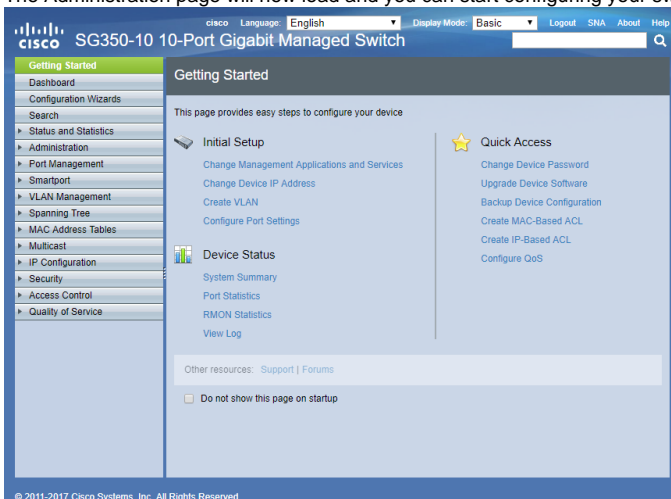 The Administration page will now load and you can start configuring your
cisco Language: English Display Mode: Basic Logout SNA About Help
CISCO SG350-10 10-Port Gigabit Managed Switch
Getting Started
Dashboard
Configuration Wizards
Search
Status and Statistics
Administration
Port Management
Smartport
VLAN Management
Spanning Tree
MAC Address Tables
Multicast
IP Configuration
Security
Access Control
Quality of Service
Getting Started
This page provides easy steps to configure your device
Initial Setup
Change Management Applications and Services
Change Device IP Address
Create VLAN
Configure Port Settings
Device Status
System Summary
Port Statistics
RMON Statistics
View Log
Quick Access
Change Device Password
Upgrade Device Software
Backup Device Configuration
Create MAC-Based ACL
Create IP-Based ACL
Configure QoS
Other resources: Support | Forums
Do not show this page on startup
© 2011-2017 Cisco Systems, Inc. All Rights Reserved.